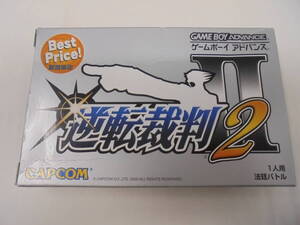 Best
Price!
GAME BOY ADVANCE
ゲームボーイ アドバンス
逆転裁判2
CAPCOM
1人用
法廷バトル